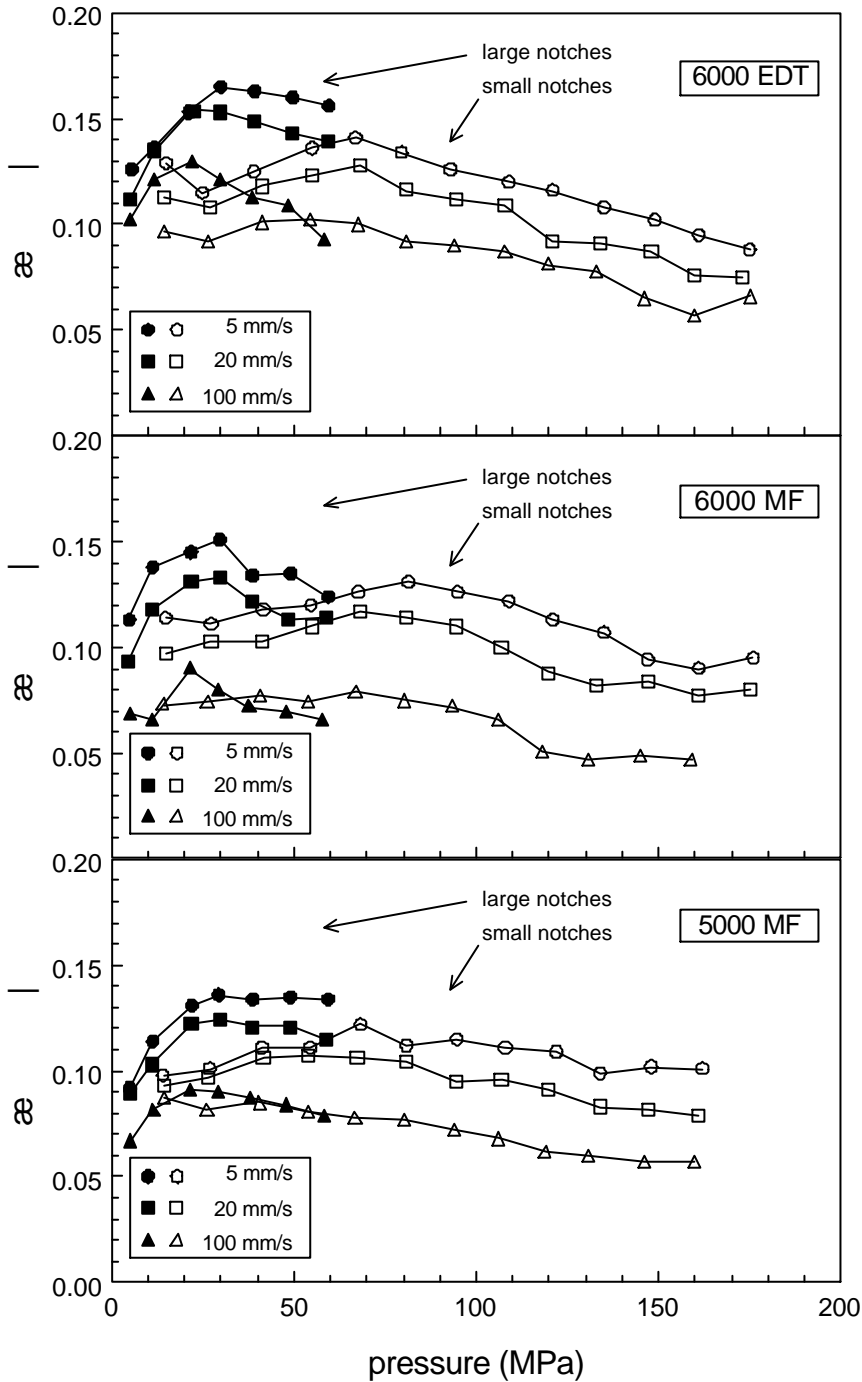 0.20
large notches
small notches
6000 EDT
0.15
0.10
0.05
æ |
5 mm/s
20 mm/s
100 mm/s
0.20
large notches
small notches
6000 MF
0.15
0.10
0.05
æ |
5 mm/s
20 mm/s
100 mm/s
0.20
large notches
small notches
5000 MF
0.15
0.10
0.05
0.00
æ |
5 mm/s
20 mm/s
100 mm/s
0 50 100 150 200
pressure (MPa)